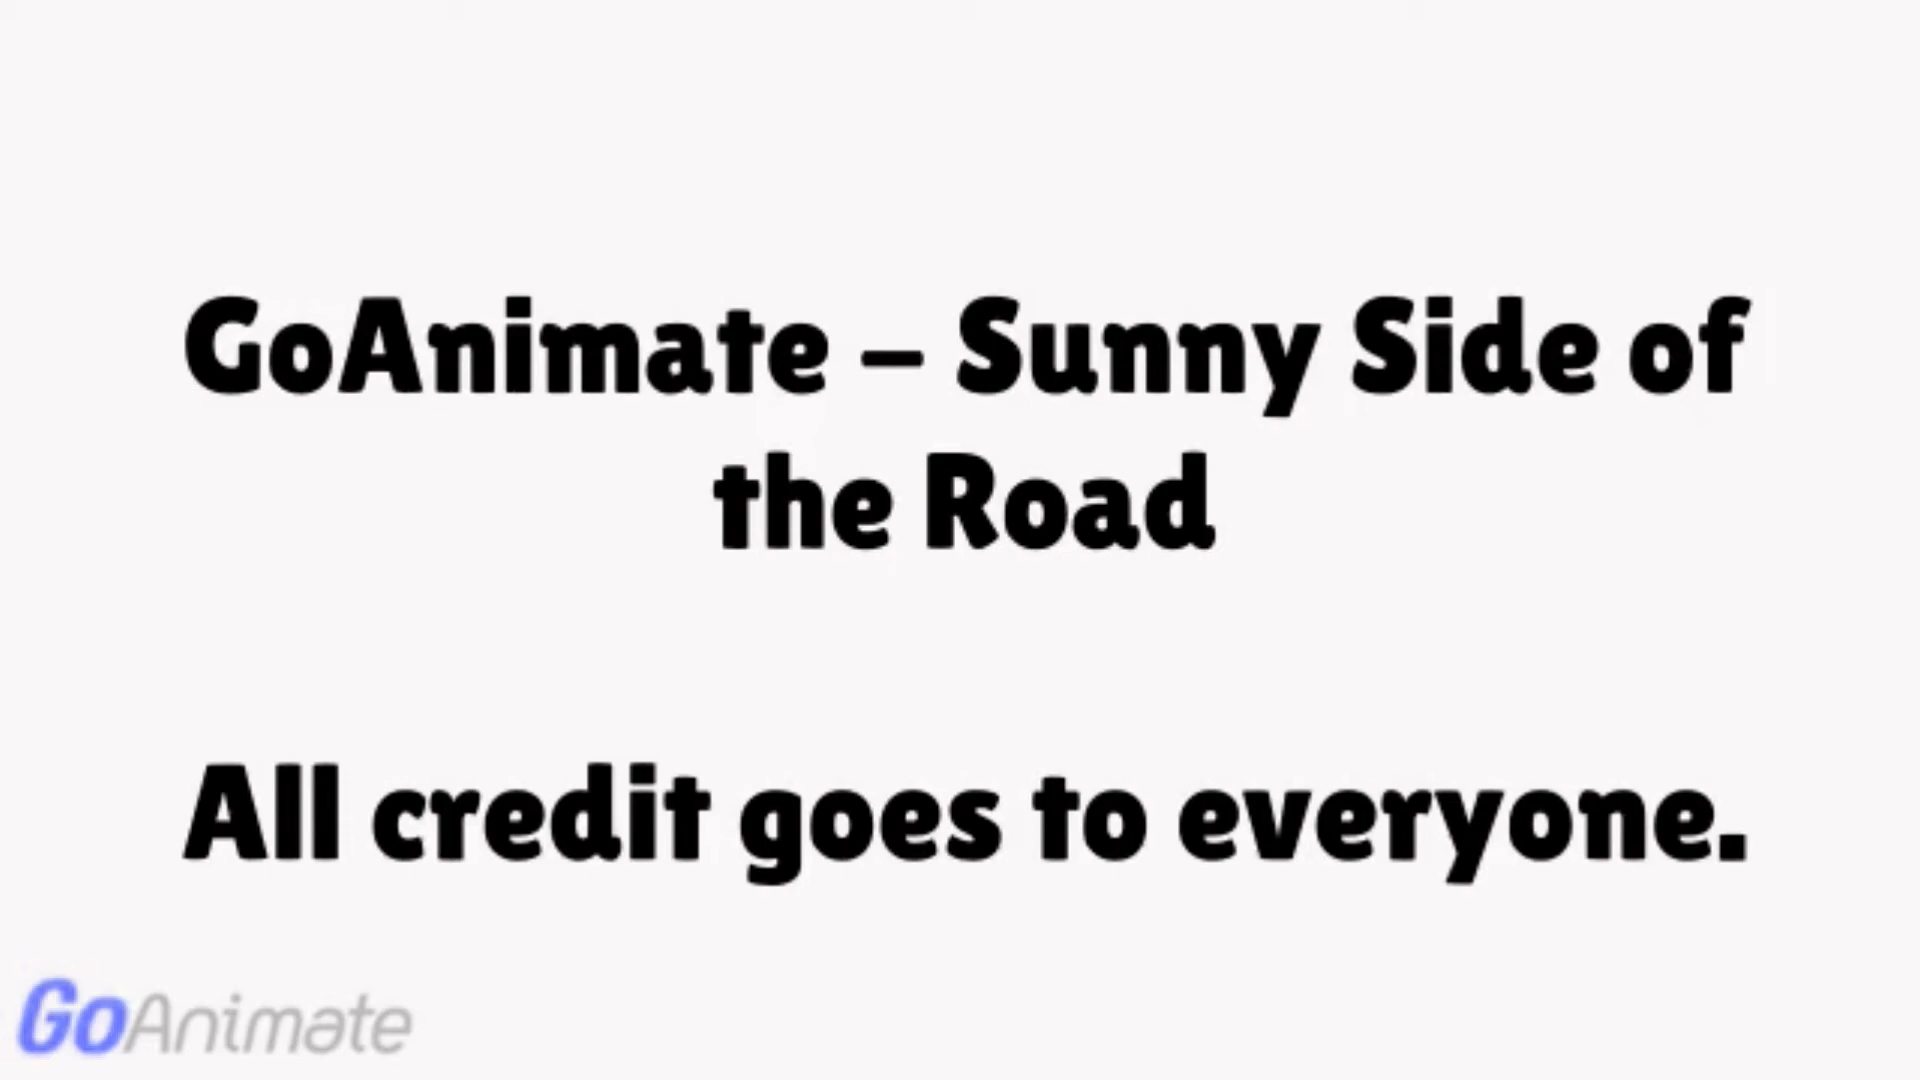 GoAnimate – Sunny Side of
the Road
All credit goes to everyone.
GoAnimate